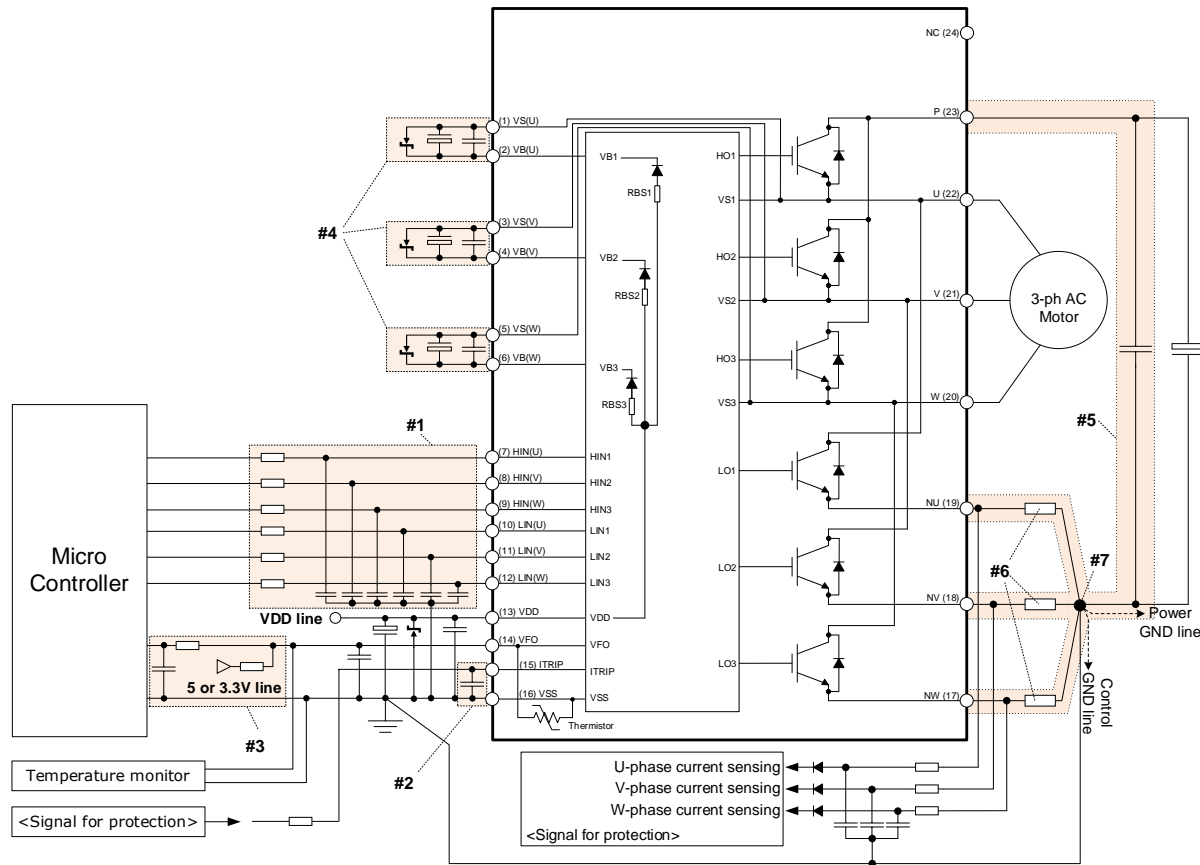 NC (24)
P (23)
U (22)
V (21)
W (20)
NU (19)
NV (18)
NW (17)
(1) VS(U)
(2) VB(U)
(3) VS(V)
(4) VB(V)
(5) VS(W)
(6) VB(W)
(7) HIN(U)
(8) HIN(V)
(9) HIN(W)
(10) LIN(U)
(11) LIN(V)
(12) LIN(W)
(13) VDD
(14) VFO
(15) ITRIP
(16) VSS
VB1
RBS1
VB2
RBS2
VB3
RBS3
HIN1
HIN2
HIN3
LIN1
LIN2
LIN3
VDD
VFO
ITRIP
VSS
HO1
VS1
HO2
VS2
HO3
VS3
LO1
LO2
LO3
Thermistor
3-ph AC
Motor
#4
#1
#5
#6
#7
#3
#2
Micro
Controller
VDD line
5 or 3.3V line
Power
GND line
Control
GND line
Temperature monitor
<Signal for protection>
U-phase current sensing
V-phase current sensing
W-phase current sensing
<Signal for protection>